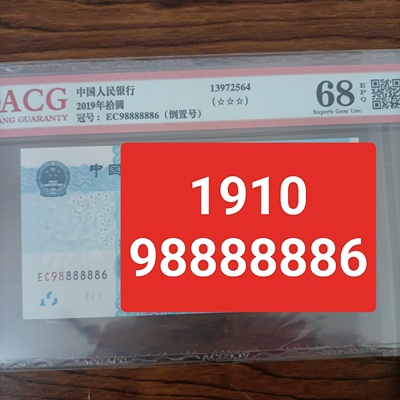 ACG
ANG GUARANTY
中国人民银行
2019年拾圆
冠号：EC98888886（倒置号）
13972564
（☆☆☆）
68
EPQ
Superb Gem Unc
中国
1910
98888886
EC98888886
10